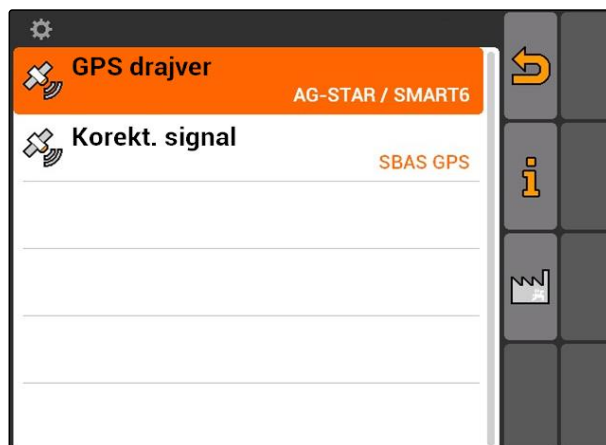 GPS drajver
AG-STAR / SMART6
Korekt. signal
SBAS GPS